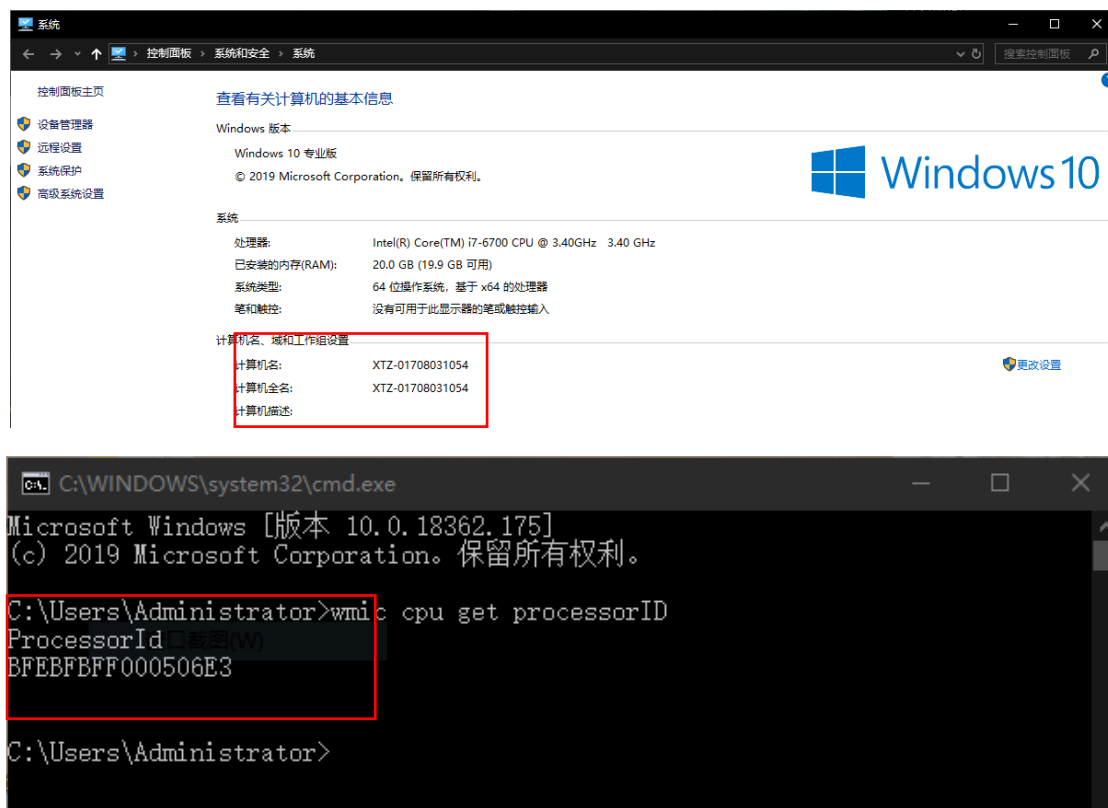 系统
控制面板 › 系统和安全 › 系统
搜索控制面板
控制面板主页
设备管理器
远程设置
系统保护
高级系统设置
查看有关计算机的基本信息
Windows 版本
Windows 10 专业版
© 2019 Microsoft Corporation。保留所有权利。
Windows 10
系统
处理器: Intel(R) Core(TM) i7-6700 CPU @ 3.40GHz 3.40 GHz
已安装的内存(RAM): 20.0 GB (19.9 GB 可用)
系统类型: 64 位操作系统, 基于 x64 的处理器
笔和触控: 没有可用于此显示器的笔或触控输入
计算机名、域和工作组设置
计算机名: XTZ-01708031054
更改设置
计算机全名: XTZ-01708031054
计算机描述:
C:\WINDOWS\system32\cmd.exe
Microsoft Windows [版本 10.0.18362.175]
(c) 2019 Microsoft Corporation。保留所有权利。
C:\Users\Administrator>wmic cpu get processorID
ProcessorId
截图(W)
BFEBFBFF000506E3
C:\Users\Administrator>